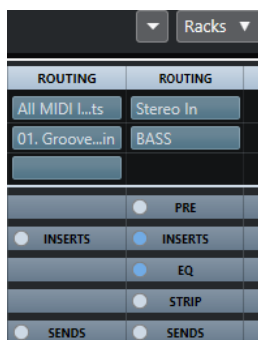 Racks
ROUTING ROUTING
All MIDI I...ts Stereo In
01. Groove...in BASS
PRE
INSERTS INSERTS
EQ
STRIP
SENDS SENDS